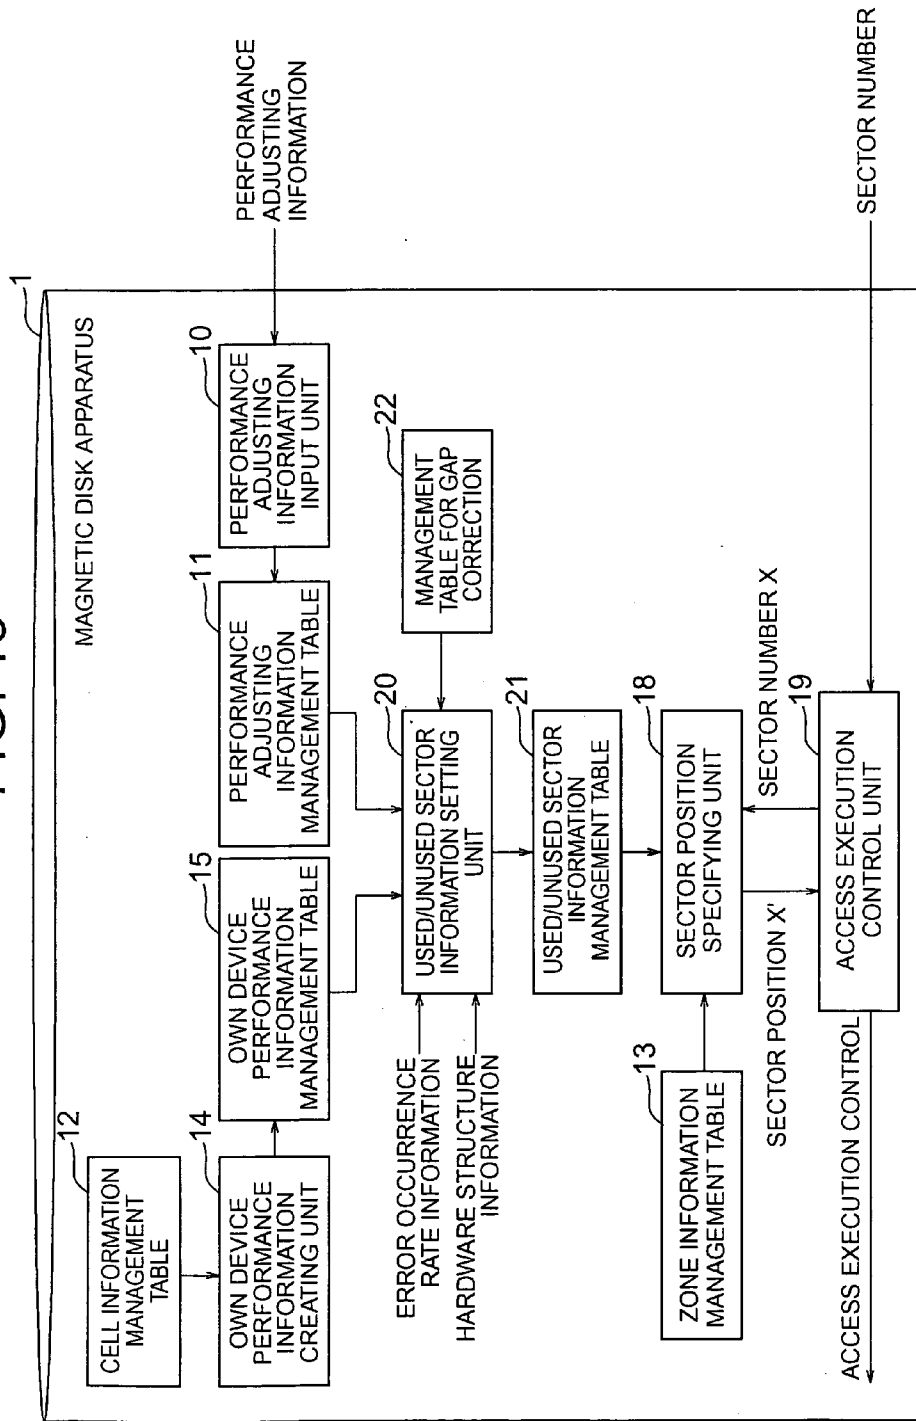 1
MAGNETIC DISK APPARATUS
12
CELL INFORMATION
MANAGEMENT
TABLE
14
OWN DEVICE
PERFORMANCE
INFORMATION
CREATING UNIT
15
OWN DEVICE
PERFORMANCE
INFORMATION
MANAGEMENT TABLE
11
PERFORMANCE
ADJUSTING
INFORMATION
MANAGEMENT TABLE
10
PERFORMANCE
ADJUSTING
INFORMATION
INPUT UNIT
PERFORMANCE
ADJUSTING
INFORMATION
ERROR OCCURRENCE
RATE INFORMATION
HARDWARE STRUCTURE
INFORMATION
20
USED/UNUSED SECTOR
INFORMATION SETTING
UNIT
22
MANAGEMENT
TABLE FOR GAP
CORRECTION
21
USED/UNUSED SECTOR
INFORMATION
MANAGEMENT TABLE
13
ZONE INFORMATION
MANAGEMENT TABLE
18
SECTOR POSITION
SPECIFYING UNIT
SECTOR POSITION X'
SECTOR NUMBER X
19
ACCESS EXECUTION
CONTROL UNIT
ACCESS EXECUTION CONTROL
SECTOR NUMBER